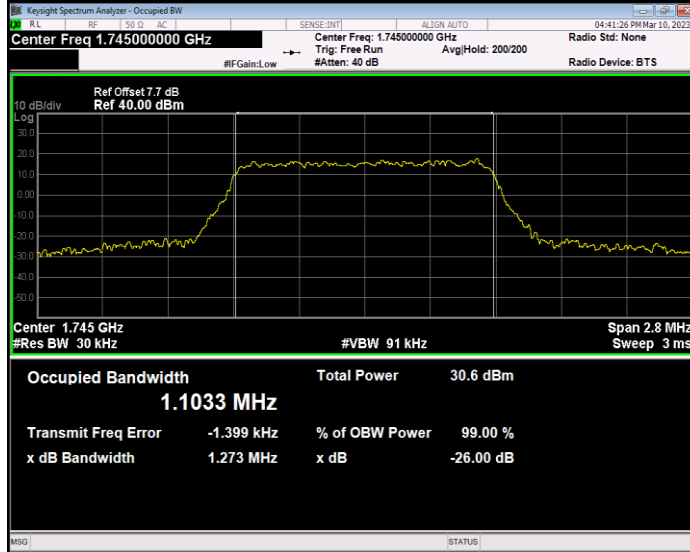 Keysight Spectrum Analyzer - Occupied BW
RL RF 50 Ω AC SENSE:INT ALIGN AUTO 04:41:26 PM Mar 10, 2023
Center Freq 1.745000000 GHz Center Freq: 1.745000000 GHz Radio Std: None
Trig: Free Run Avg|Hold: 200/200
#IFGain:Low #Atten: 40 dB Radio Device: BTS
Ref Offset 7.7 dB
10 dB/div Ref 40.00 dBm
Log
30.0
20.0
10.0
0.00
-10.0
-20.0
-30.0
-40.0
-50.0
Center 1.745 GHz Span 2.8 MHz
#Res BW 30 kHz #VBW 91 kHz Sweep 3 ms
Occupied Bandwidth Total Power 30.6 dBm
1.1033 MHz
Transmit Freq Error -1.399 kHz % of OBW Power 99.00 %
x dB Bandwidth 1.273 MHz x dB -26.00 dB
MSG STATUS